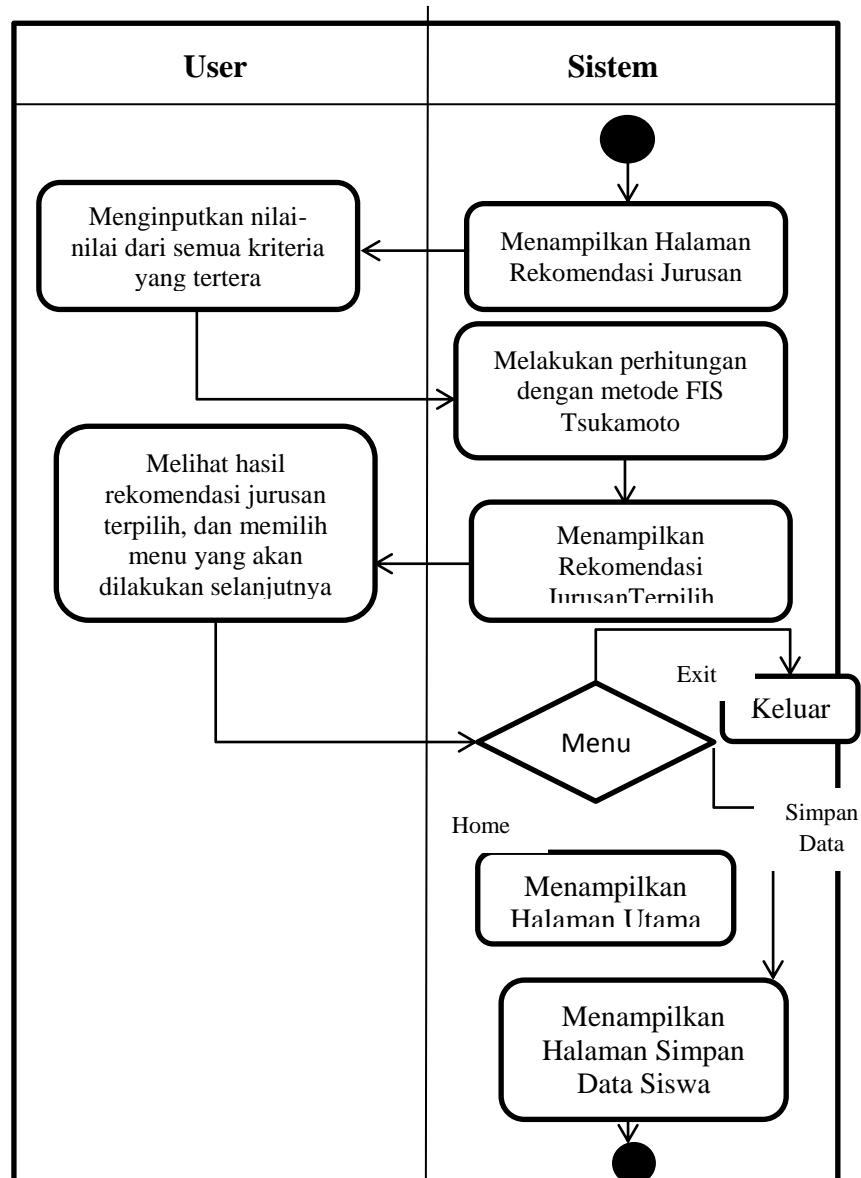 User
Sistem
Menginputkan nilai-
nilai dari semua kriteria
yang tertera
Menampilkan Halaman
Rekomendasi Jurusan
Melakukan perhitungan
dengan metode FIS
Tsukamoto
Melihat hasil
rekomendasi jurusan
terpilih, dan memilih
menu yang akan
dilakukan selanjutnya
Menampilkan
Rekomendasi
JurusanTerpilih
Exit
Keluar
Menu
Simpan
Data
Home
Menampilkan
Halaman Utama
Menampilkan
Halaman Simpan
Data Siswa